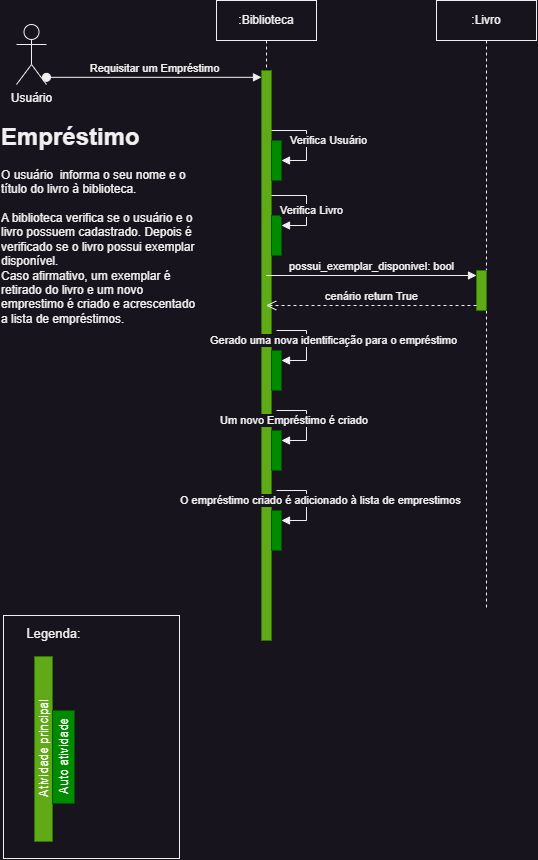 :Biblioteca
:Livro
Requisitar um Empréstimo
Usuário
Empréstimo
O usuário informa o seu nome e o
título do livro à biblioteca.
A biblioteca verifica se o usuário e o
livro possuem cadastrado. Depois é
verificado se o livro possui exemplar
disponível.
Caso afirmativo, um exemplar é
retirado do livro e um novo
emprestimo é criado e acrescentado
a lista de empréstimos.
Verifica Usuário
Verifica Livro
possui_exemplar_disponivel: bool
cenário return True
Gerado uma nova identificação para o empréstimo
Um novo Empréstimo é criado
O empréstimo criado é adicionado à lista de emprestimos
Legenda:
Atividade principal
Auto atividade